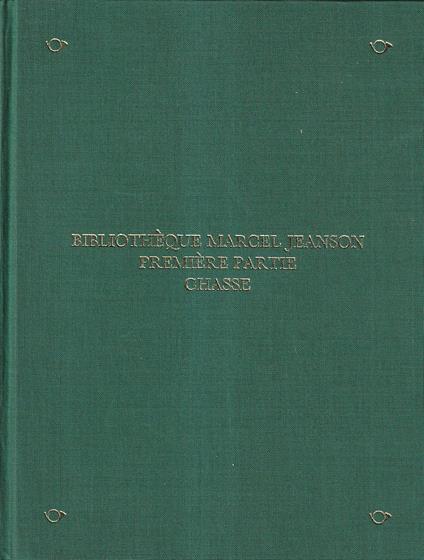 BIBLIOTHÈQUE MARCEL JEANSON
PREMIÈRE PARTIE
CHASSE